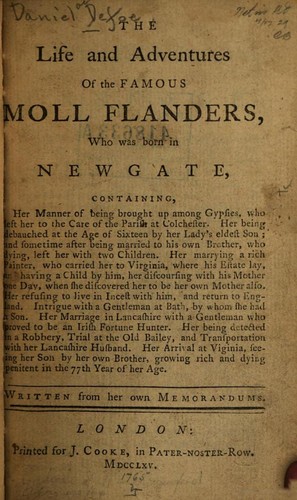 Daniel Defoe
THE
Life and Adventures
Of the FAMOUS
MOLL FLANDERS,
Who was born in
NEWGATE,
CONTAINING,
Her Manner of being brought up among Gypſies, who
left her to the Care of the Pariſh at Colcheſter. Her being
debauched at the Age of Sixteen by her Lady's eldeſt Son;
and ſometime after being married to his own Brother, who
dying, left her with two Children. Her marrying a rich
Painter, who carried her to Virginia, where his Eſtate lay,
having a Child by him, her diſcourſing with his Mother
one Day, when ſhe diſcovered her to be her own Mother alſo.
Her refuſing to live in Inceſt with him, and return to Eng-
land. Intrigue with a Gentleman at Bath, by whom ſhe had
a Son. Her Marriage in Lancaſhire with a Gentleman who
proved to be an Iriſh Fortune Hunter. Her being detected
in a Robbery, Trial at the Old Bailey, and Tranſportation
with her Lancaſhire Huſband. Her Arrival at Viginia, ſee-
ing her Son by her own Brother, growing rich and dying
penitent in the 77th Year of her Age.
WRITTEN from her own MEMORANDUMS.
LONDON:
Printed for J. COOKE, in PATER-NOSTER-ROW.
MDCCLXV.
1765